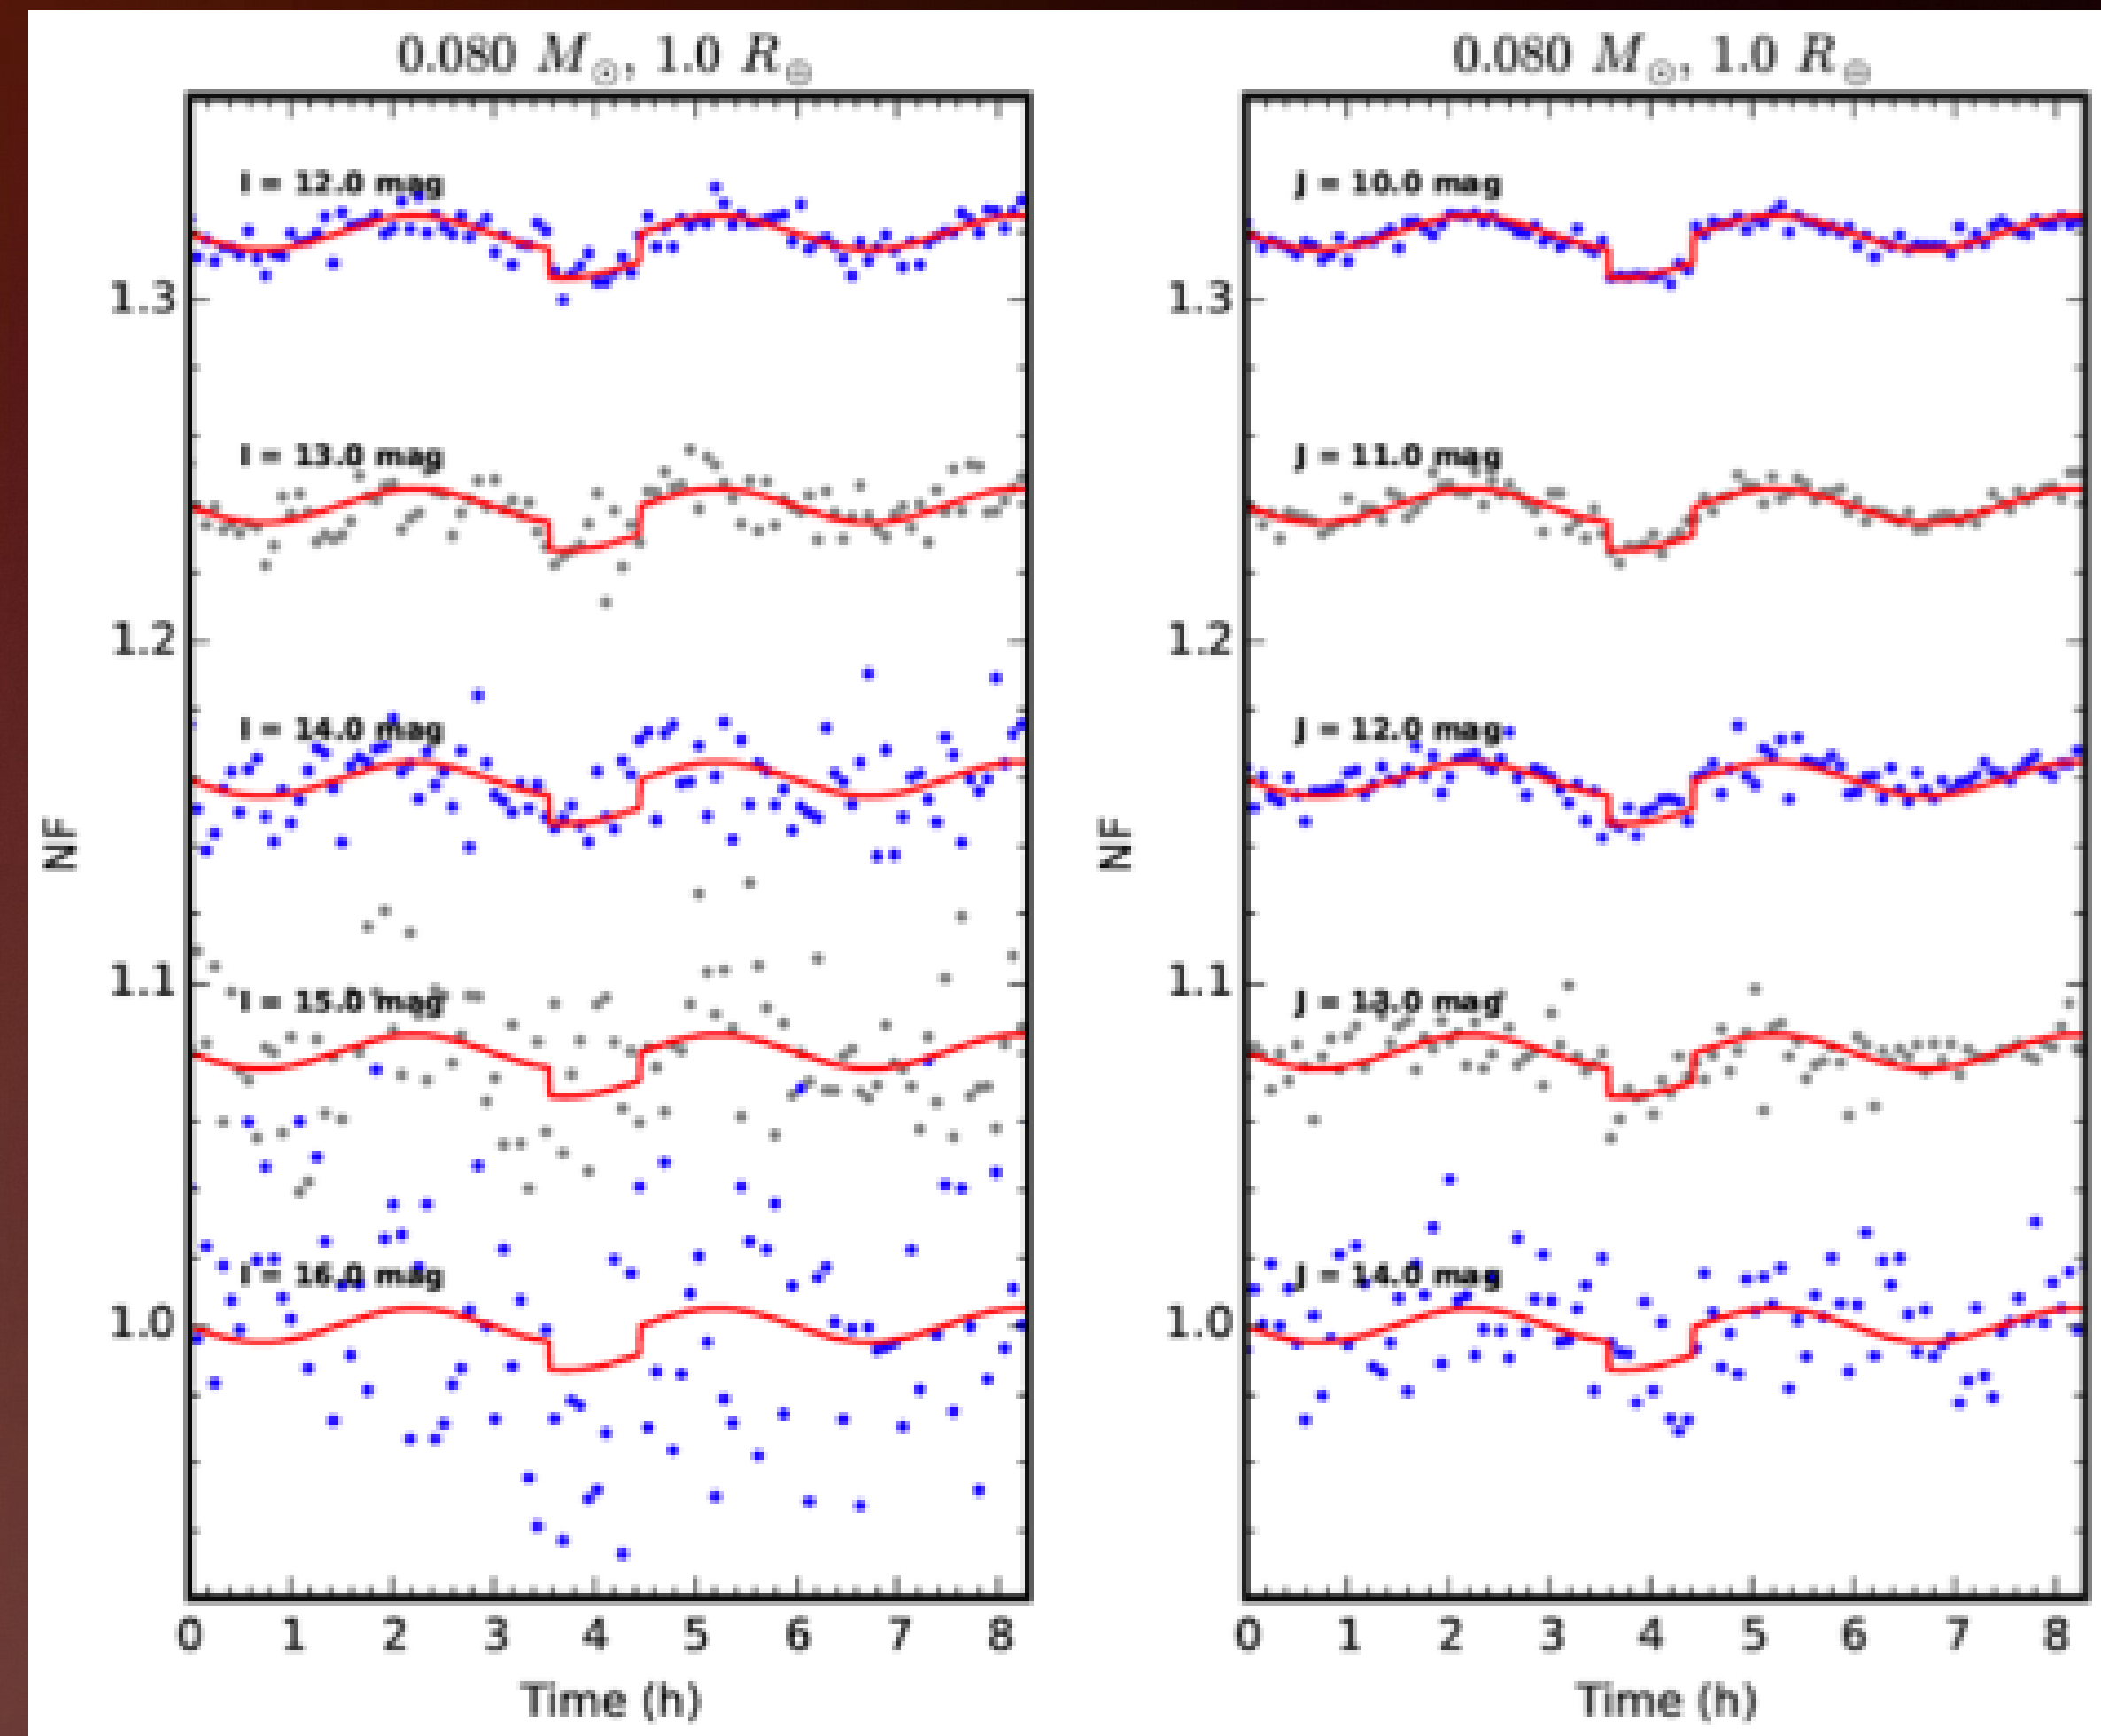 0.080 M⊙, 1.0 R⊕
I = 12.0 mag
1.3
I = 13.0 mag
1.2
I = 14.0 mag
NF
1.1
I = 15.0 mag
I = 16.0 mag
1.0
0 1 2 3 4 5 6 7 8
Time (h)
0.080 M⊙, 1.0 R⊕
J = 10.0 mag
1.3
J = 11.0 mag
1.2
J = 12.0 mag
NF
1.1
J = 13.0 mag
J = 14.0 mag
1.0
0 1 2 3 4 5 6 7 8
Time (h)